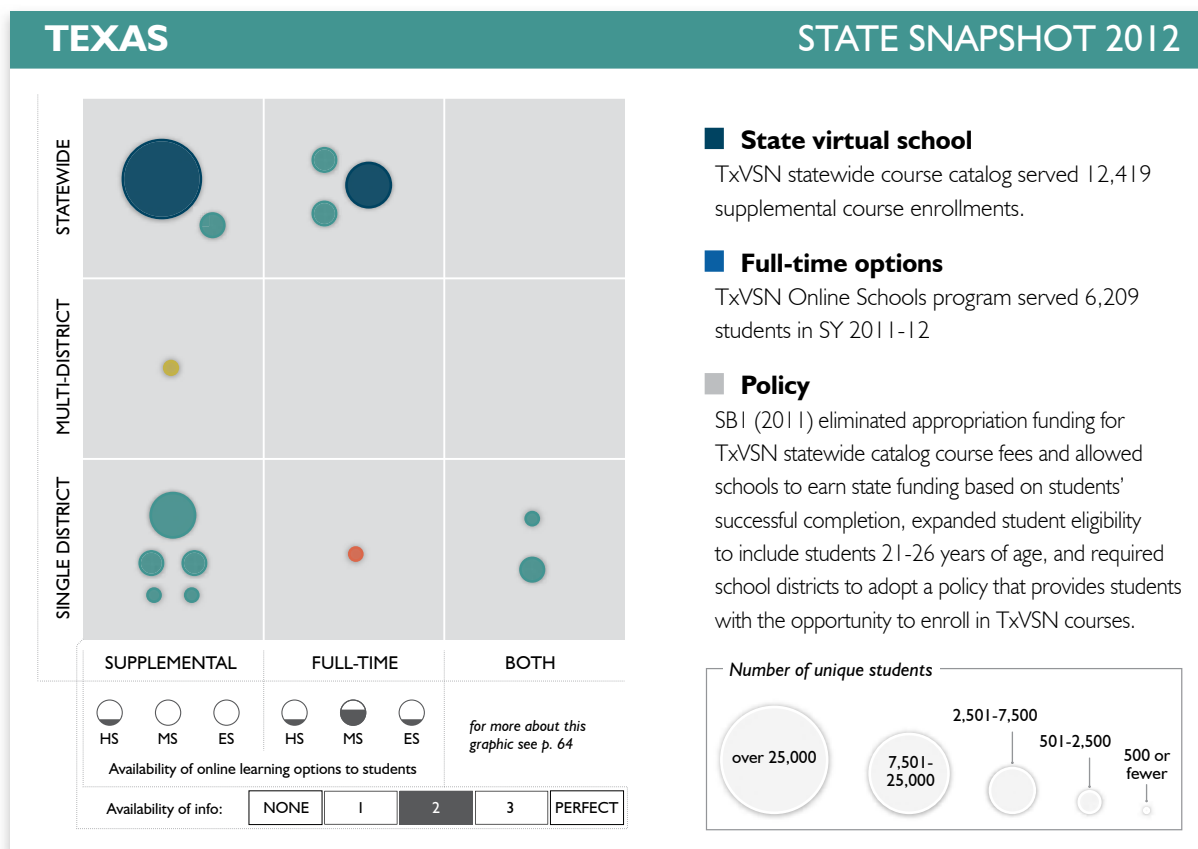 TEXAS
STATE SNAPSHOT 2012
STATEWIDE
MULTI-DISTRICT
SINGLE DISTRICT
SUPPLEMENTAL
FULL-TIME
BOTH
HS
MS
ES
HS
MS
ES
for more about this
graphic see p. 64
Availability of online learning options to students
Availability of info:
NONE
1
2
3
PERFECT
State virtual school
TxVSN statewide course catalog served 12,419
supplemental course enrollments.
Full-time options
TxVSN Online Schools program served 6,209
students in SY 2011-12
Policy
SB1 (2011) eliminated appropriation funding for
TxVSN statewide catalog course fees and allowed
schools to earn state funding based on students’
successful completion, expanded student eligibility
to include students 21-26 years of age, and required
school districts to adopt a policy that provides students
with the opportunity to enroll in TxVSN courses.
Number of unique students
over 25,000
7,501-
25,000
2,501-7,500
501-2,500
500 or
fewer